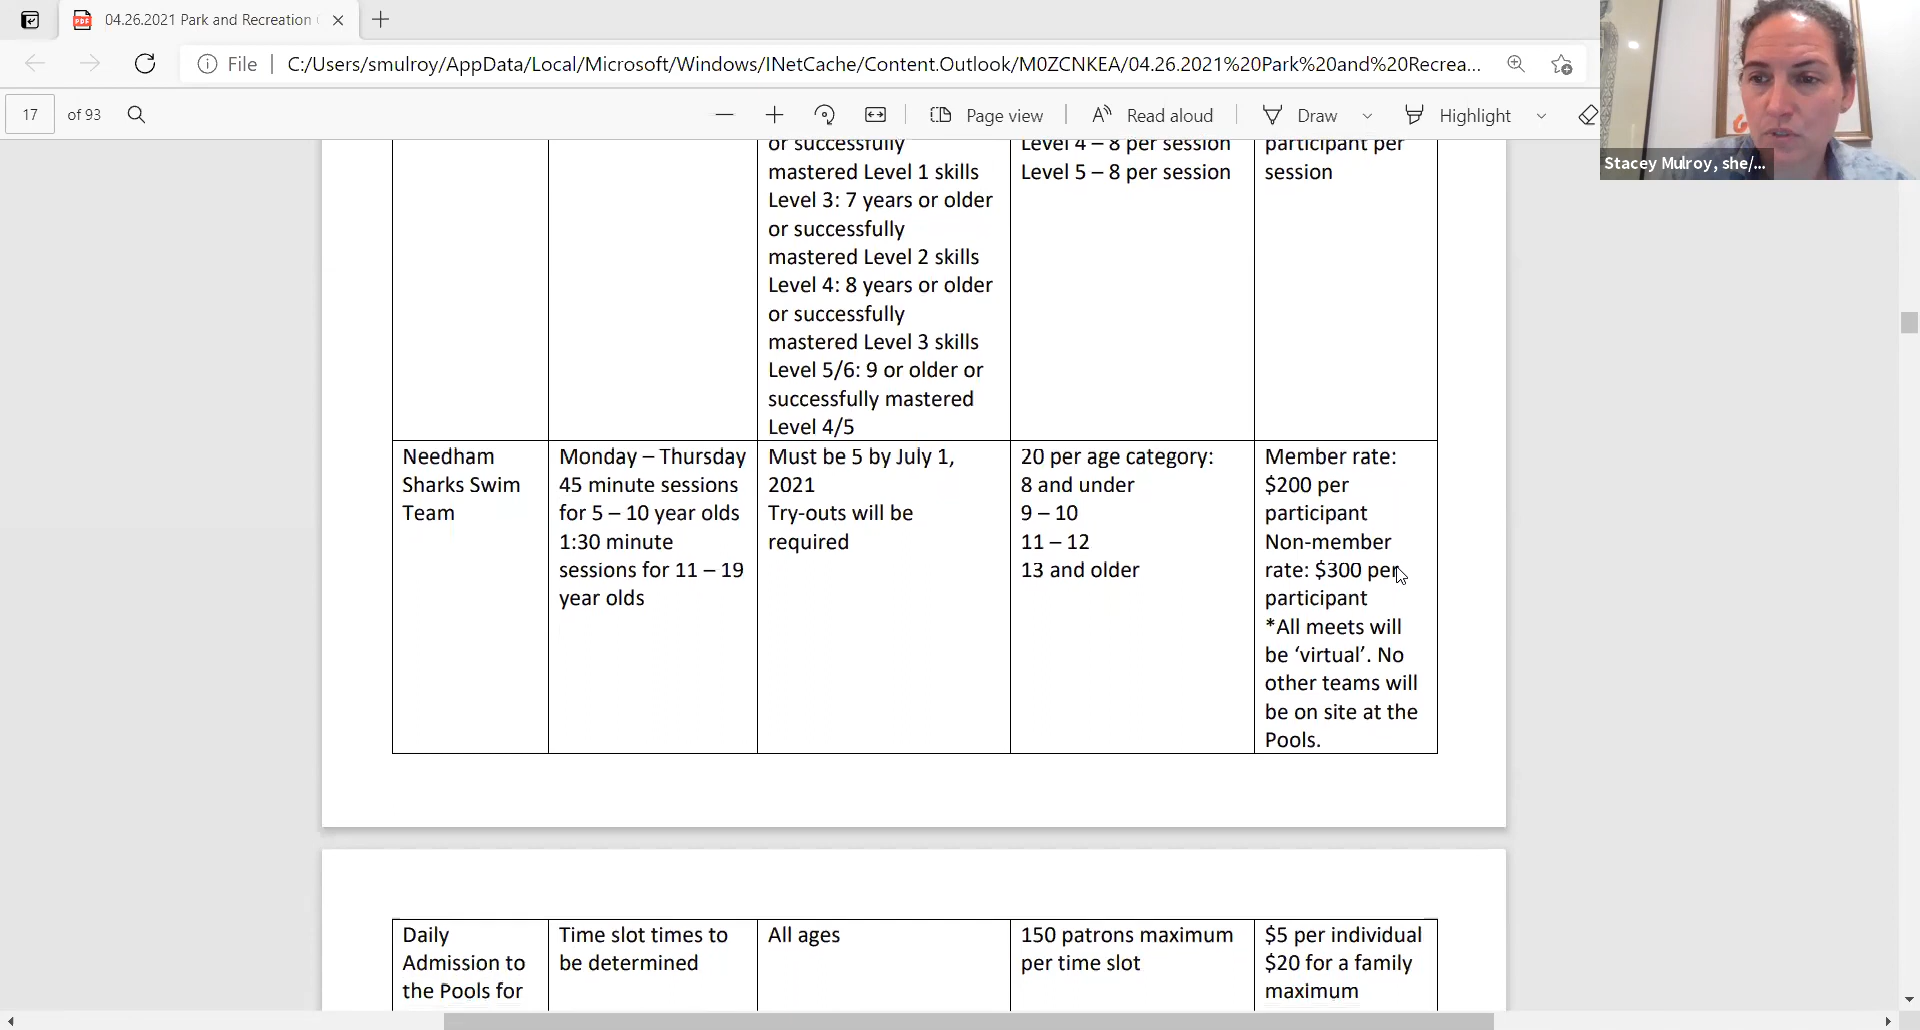 04.26.2021 Park and Recreation
File
C:/Users/smulroy/AppData/Local/Microsoft/Windows/INetCache/Content.Outlook/M0ZCNKEA/04.26.2021%20Park%20and%20Recrea...
Stacey Mulroy, she/...
17 of 93
Page view
Read aloud
Draw
Highlight
or successfully
mastered Level 1 skills
Level 3: 7 years or older
or successfully
mastered Level 2 skills
Level 4: 8 years or older
or successfully
mastered Level 3 skills
Level 5/6: 9 or older or
successfully mastered
Level 4/5
Level 4 – 8 per session
Level 5 – 8 per session
participant per
session
Needham
Sharks Swim
Team
Monday – Thursday
45 minute sessions
for 5 – 10 year olds
1:30 minute
sessions for 11 – 19
year olds
Must be 5 by July 1,
2021
Try-outs will be
required
20 per age category:
8 and under
9 – 10
11 – 12
13 and older
Member rate:
$200 per
participant
Non-member
rate: $300 per
participant
*All meets will
be ‘virtual’. No
other teams will
be on site at the
Pools.
Daily
Admission to
the Pools for
Time slot times to
be determined
All ages
150 patrons maximum
per time slot
$5 per individual
$20 for a family
maximum